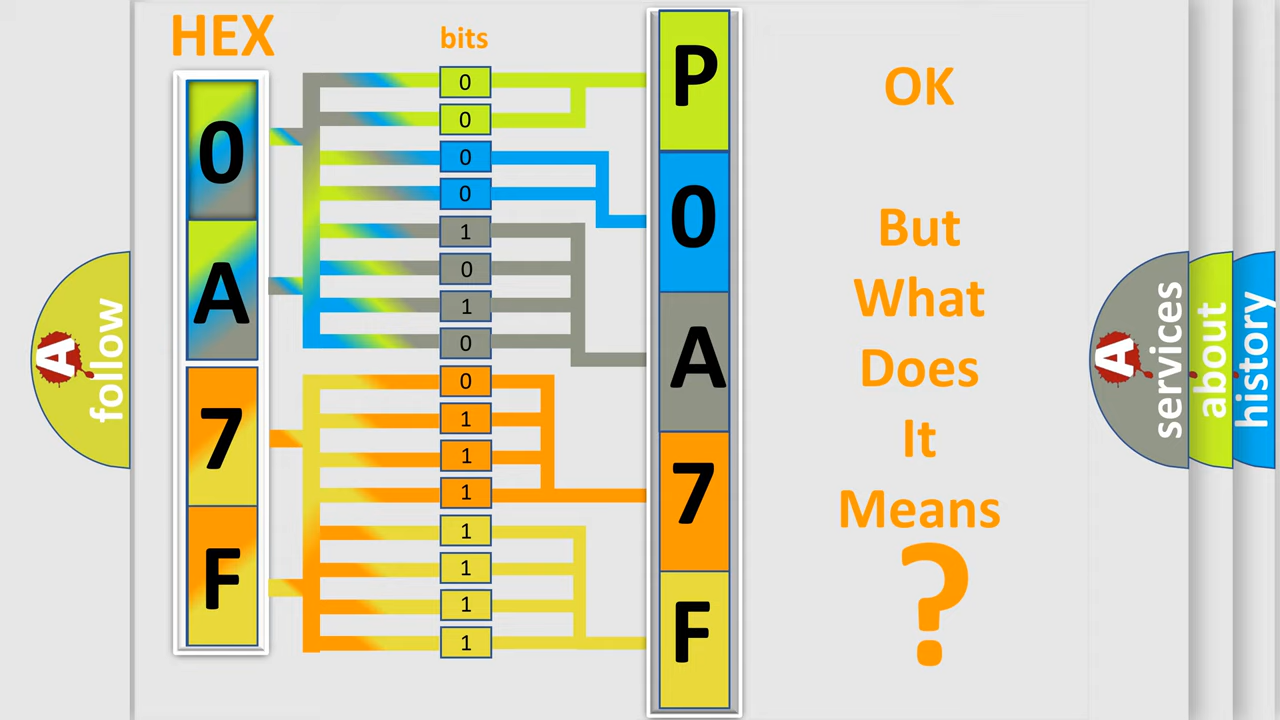 HEX
bits
0
A
7
F
0
0
0
0
1
0
1
0
0
1
1
1
1
1
1
1
P
0
A
7
F
OK
But
What
Does
It
Means
?
A
follow
A
services
about
history